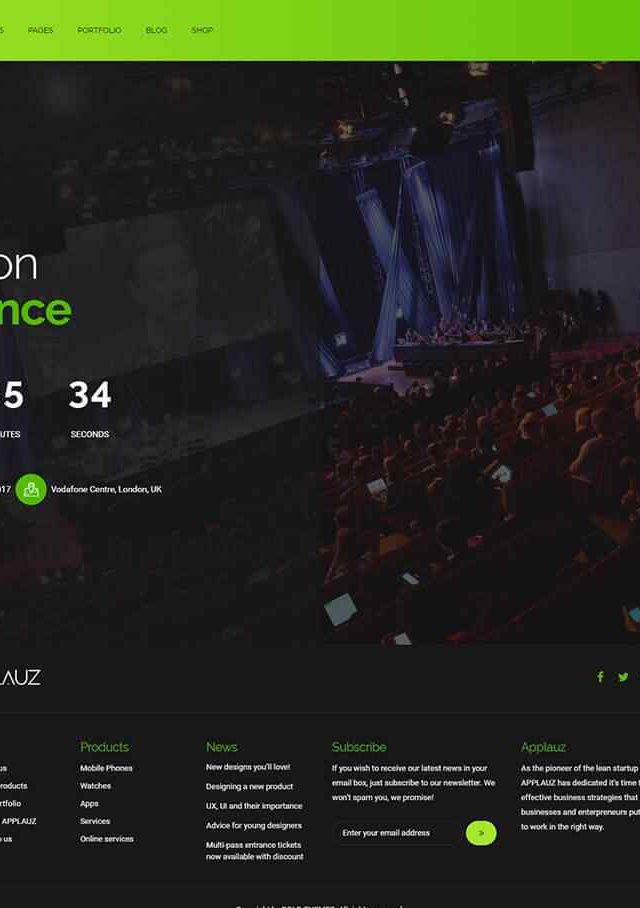 PAGES PORTFOLIO BLOG SHOP
on
nce
5 34
UTES SECONDS
017 Vodafone Centre, London, UK
LAUZ
Products News Subscribe Applauz
us Mobile Phones New designs you'll love! If you wish to receive our latest news in your As the pioneer of the lean startup
roducts Watches Designing a new product email box, just subscribe to our newsletter. We APPLAUZ has dedicated it's time
rtfolio Apps UX, UI and their importance won't spam you, we promise! effective business strategies that
APPLAUZ Services Advice for young designers Enter your email address > businesses and enterpreneurs put
o us Online services Multi-pass entrance tickets to work in the right way.
now available with discount